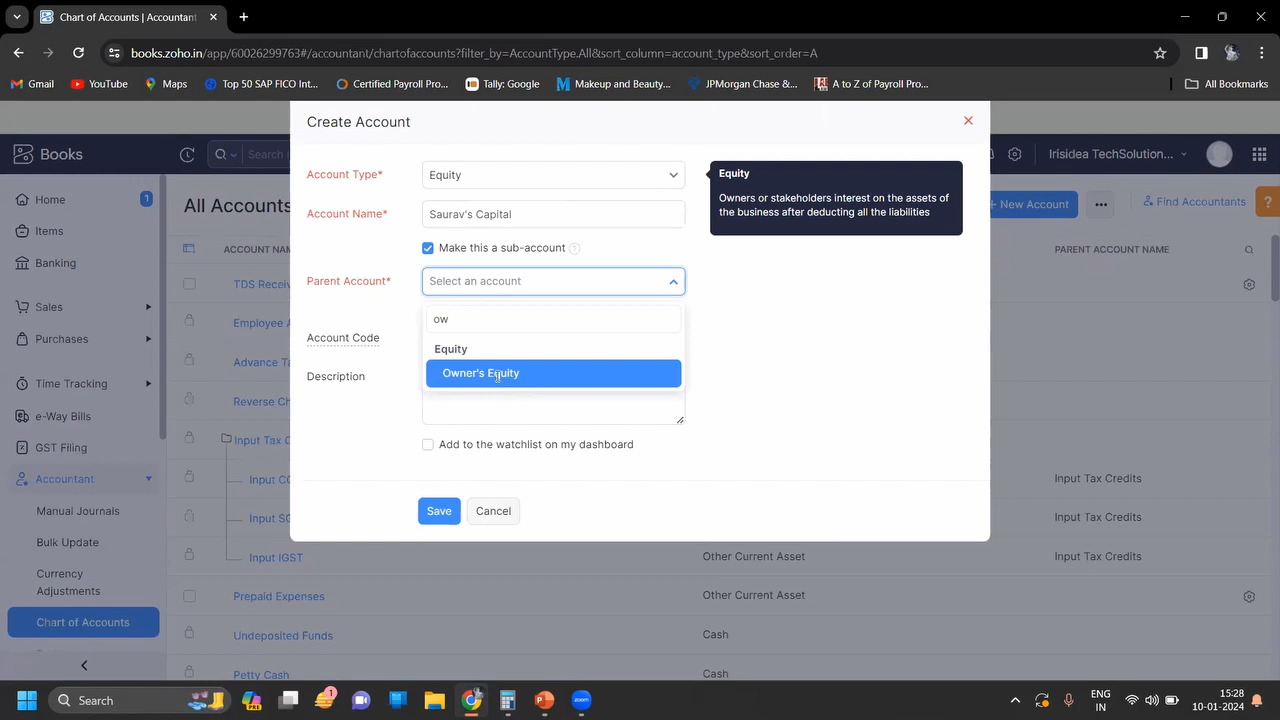 Chart of Accounts | Accountant
books.zoho.in/app/60026299763#/accountant/chartofaccounts?filter_by=AccountType.All&sort_column=account_type&sort_order=A
Gmail YouTube Maps Top 50 SAP FICO Int... Certified Payroll Pro... Tally: Google Makeup and Beauty... JPMorgan Chase &... A to Z of Payroll Pro... All Bookmarks
Create Account
Books
Search
Irisidea TechSolution...
Home 1
Items
Banking
Sales
Purchases
Time Tracking
e-Way Bills
GST Filing
Accountant
Manual Journals
Bulk Update
Currency
Adjustments
Chart of Accounts
All Accounts
New Account
Find Accountants
?
ACCOUNT NAME
PARENT ACCOUNT NAME
TDS Receiv
Employee A
Advance Ta
Reverse Ch
Input Tax C
Input CG
Input Tax Credits
Input SG
Input Tax Credits
Input IGST Other Current Asset Input Tax Credits
Prepaid Expenses Other Current Asset
Undeposited Funds Cash
Petty Cash Cash
Account Type* Equity
Account Name* Saurav's Capital
Make this a sub-account ?
Parent Account* Select an account
ow
Equity
Owner's Equity
Account Code
Description
Add to the watchlist on my dashboard
Save Cancel
Equity
Owners or stakeholders interest on the assets of
the business after deducting all the liabilities
Search
PRE
1
zoom
ENG
IN
15:28
10-01-2024